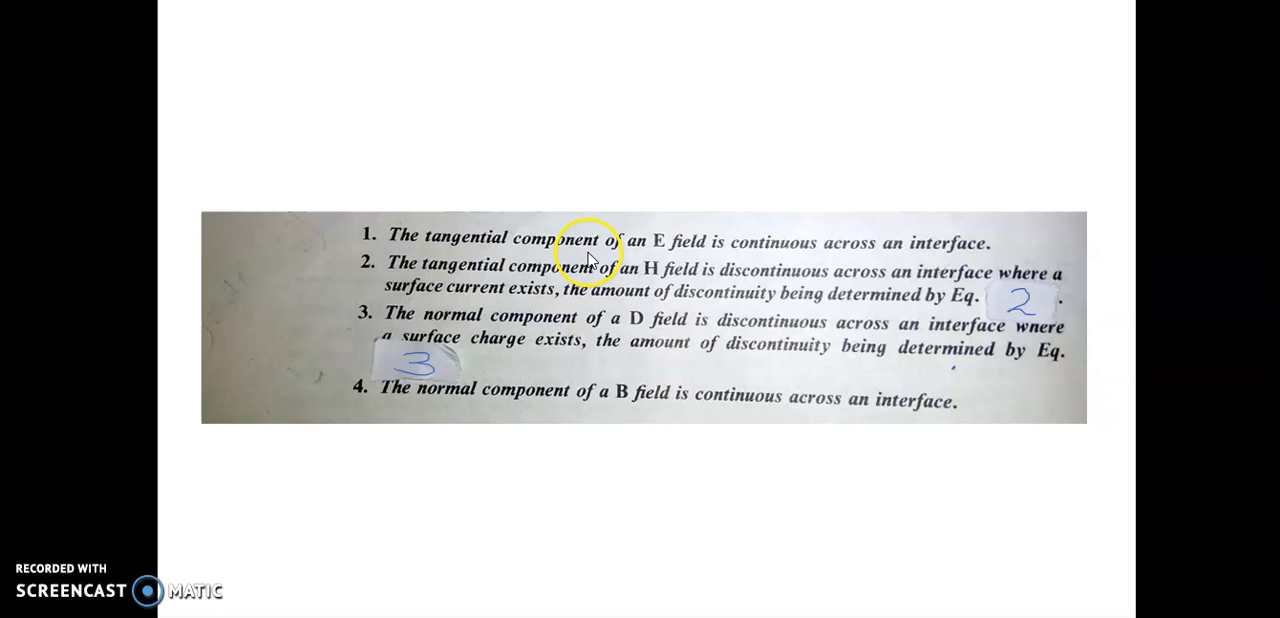 1. The tangential component of an E field is continuous across an interface.
2. The tangential component of an H field is discontinuous across an interface where a
surface current exists, the amount of discontinuity being determined by Eq. 2 .
3. The normal component of a D field is discontinuous across an interface where
a surface charge exists, the amount of discontinuity being determined by Eq.
3
4. The normal component of a B field is continuous across an interface.
RECORDED WITH
SCREENCAST MATIC